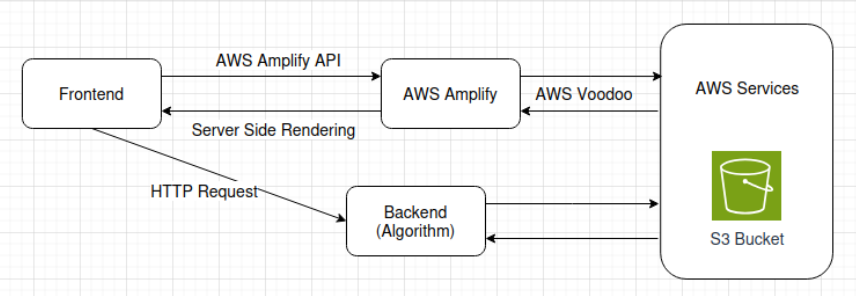 AWS Amplify API
Frontend
AWS Amplify
AWS Voodoo
AWS Services
Server Side Rendering
HTTP Request
Backend
(Algorithm)
S3 Bucket